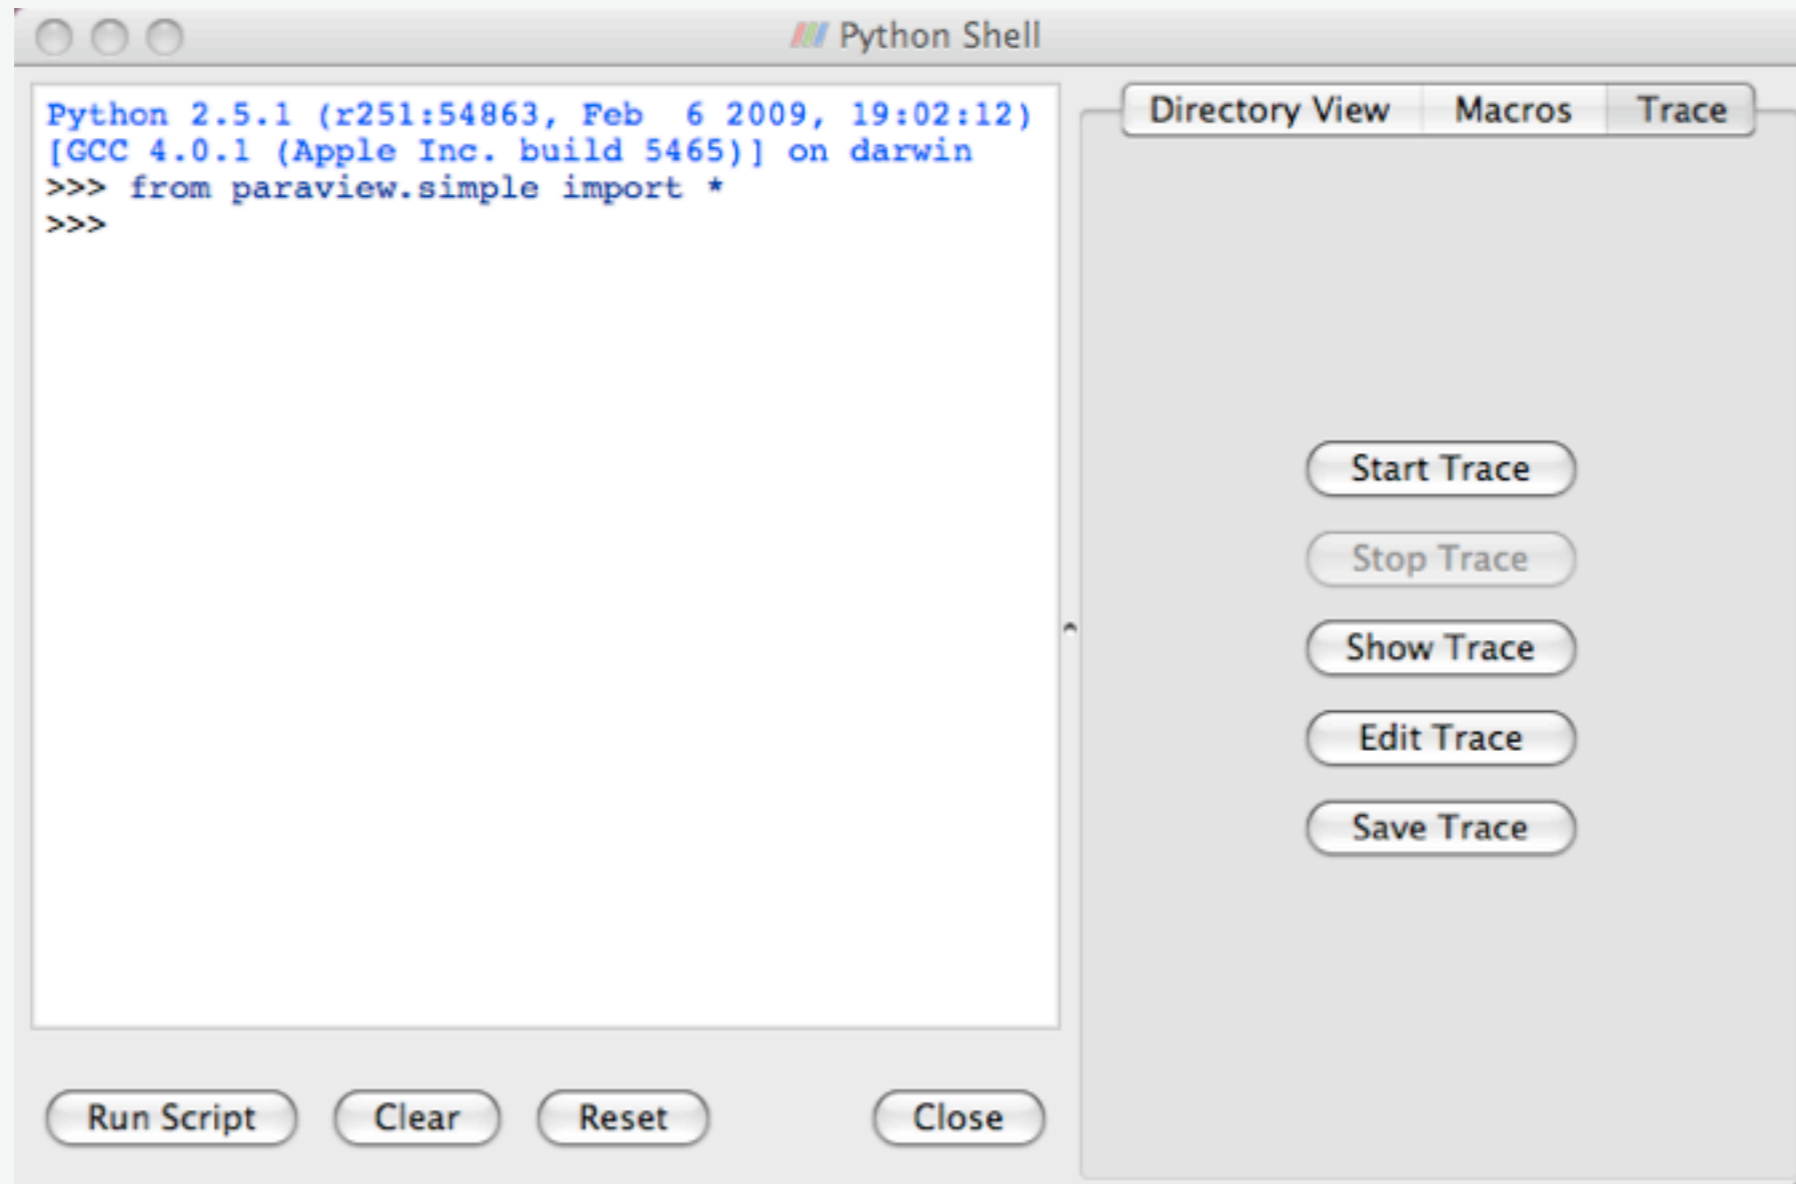 Python Shell
Python 2.5.1 (r251:54863, Feb  6 2009, 19:02:12)
[GCC 4.0.1 (Apple Inc. build 5465)] on darwin
>>> from paraview.simple import *
>>>
Directory View Macros Trace
Start Trace
Stop Trace
Show Trace
Edit Trace
Save Trace
Run Script Clear Reset Close